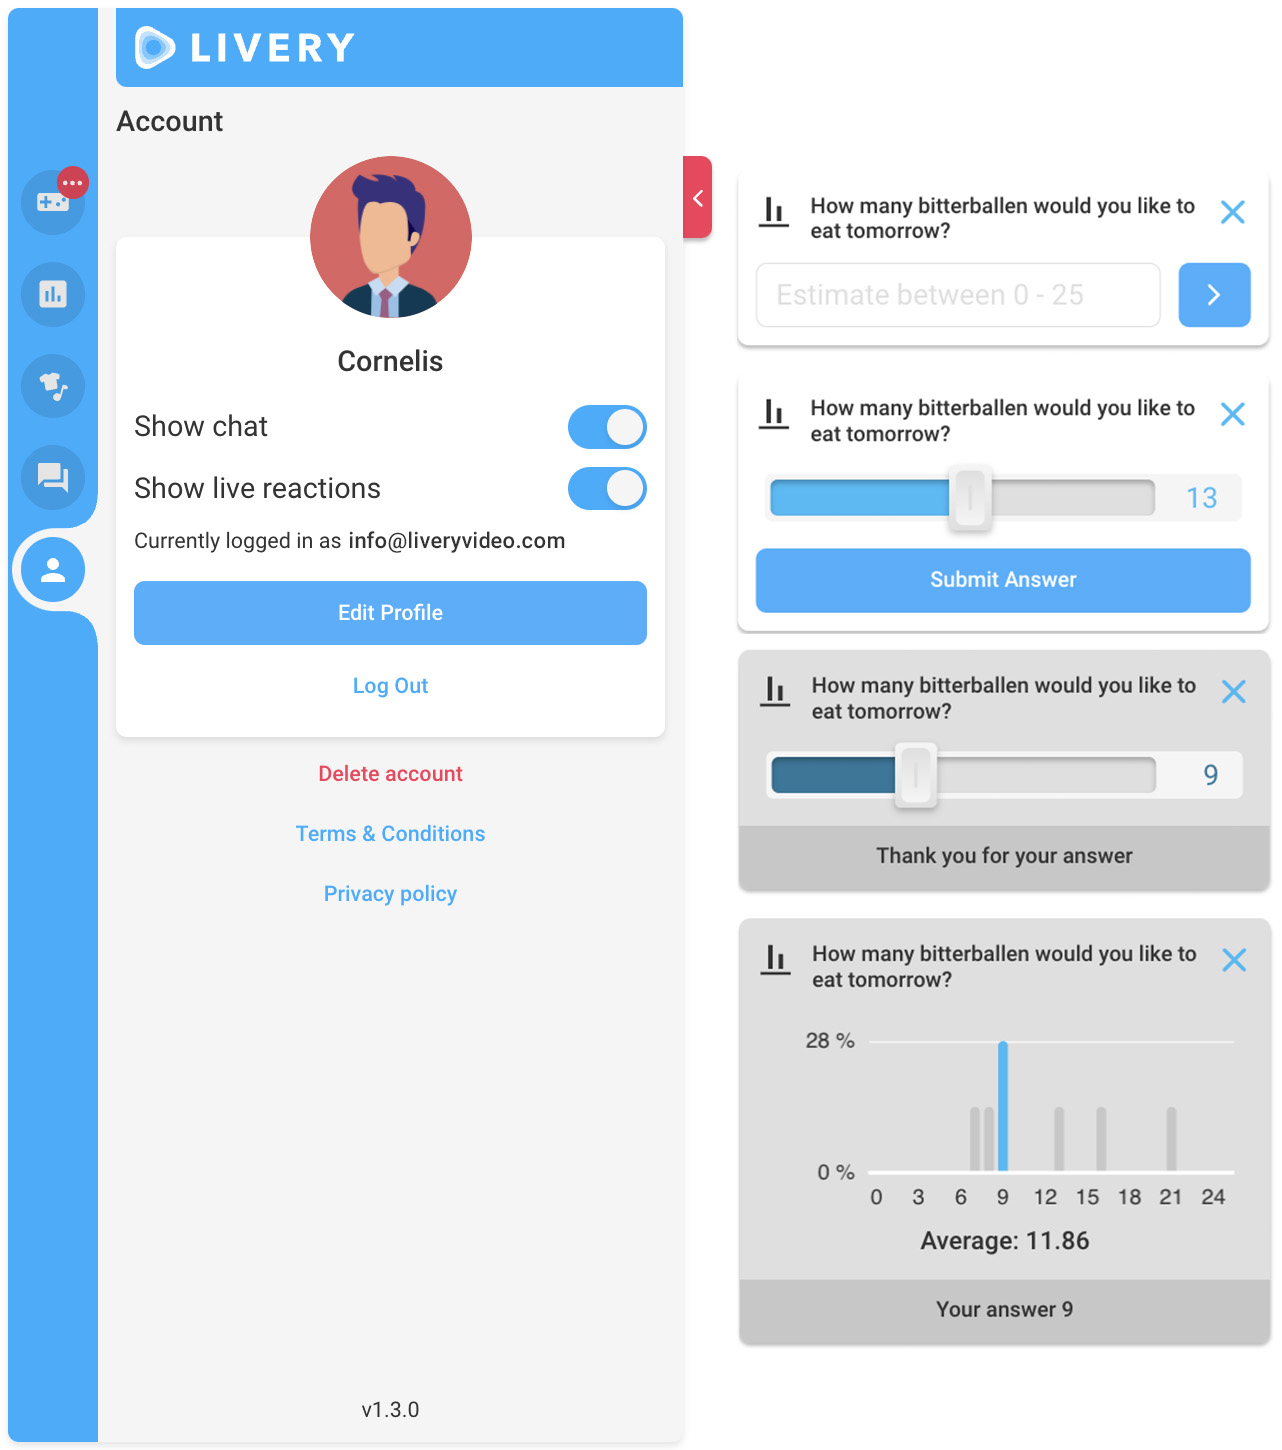 LIVERY
Account
Cornelis
Show chat
Show live reactions
Currently logged in as info@liveryvideo.com
Edit Profile
Log Out
Delete account
Terms & Conditions
Privacy policy
v1.3.0
How many bitterballen would you like to
eat tomorrow?
Estimate between 0 - 25
How many bitterballen would you like to
eat tomorrow?
13
Submit Answer
How many bitterballen would you like to
eat tomorrow?
9
Thank you for your answer
How many bitterballen would you like to
eat tomorrow?
28 %
0 %
0 3 6 9 12 15 18 21 24
Average: 11.86
Your answer 9